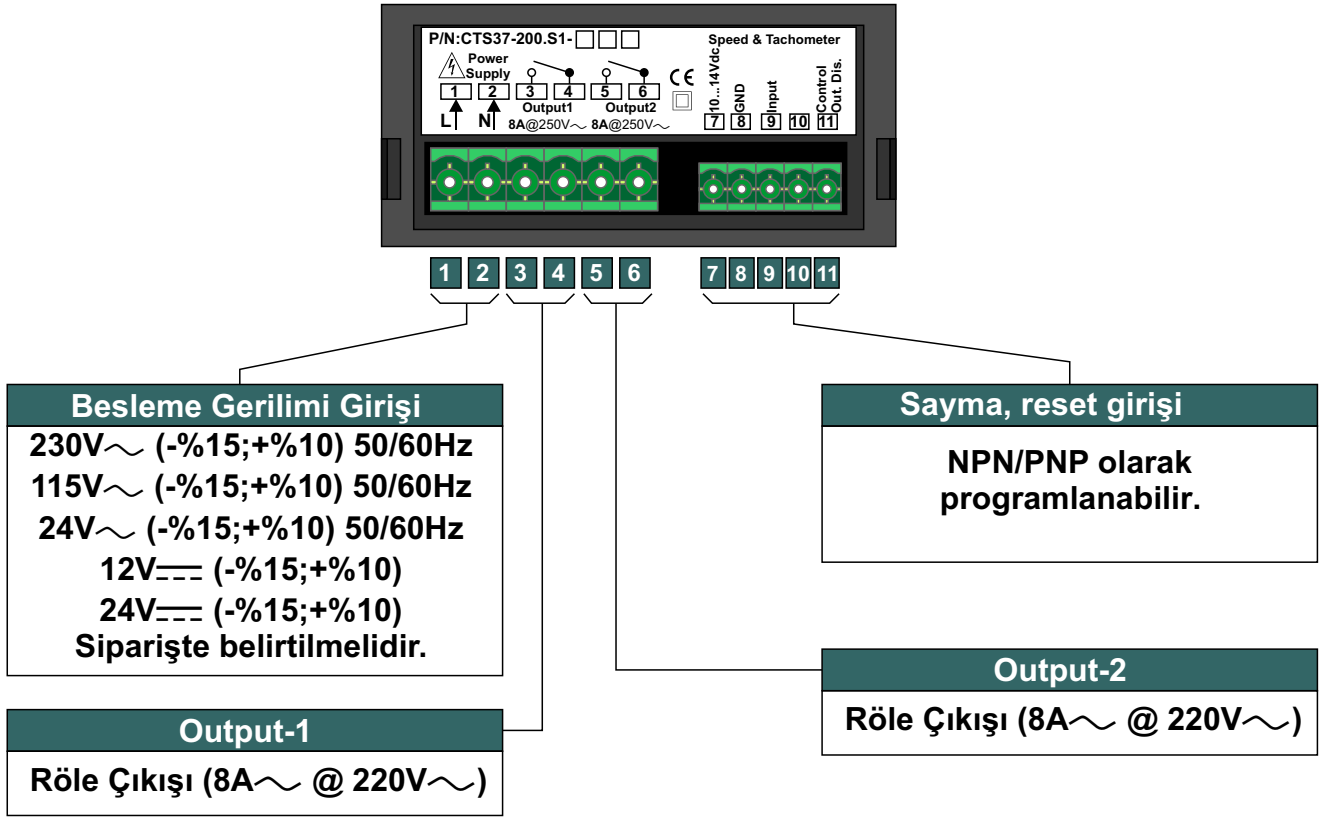 P/N:CTS37-200.S1-
Speed & Tachometer
Power
Supply
1 2 3 4 5 6
Output1 Output2
L N 8A@250V~ 8A@250V~
CE
10...14Vdc
GND
Input
Control
Out. Dis.
7 8 9 10 11
1 2 3 4 5 6 7 8 9 10 11
Besleme Gerilimi Girişi
230V~ (-%15;+%10) 50/60Hz
115V~ (-%15;+%10) 50/60Hz
24V~ (-%15;+%10) 50/60Hz
12V⎓ (-%15;+%10)
24V⎓ (-%15;+%10)
Siparişte belirtilmelidir.
Sayma, reset girişi
NPN/PNP olarak
programlanabilir.
Output-2
Röle Çıkışı (8A~ @ 220V~)
Output-1
Röle Çıkışı (8A~ @ 220V~)